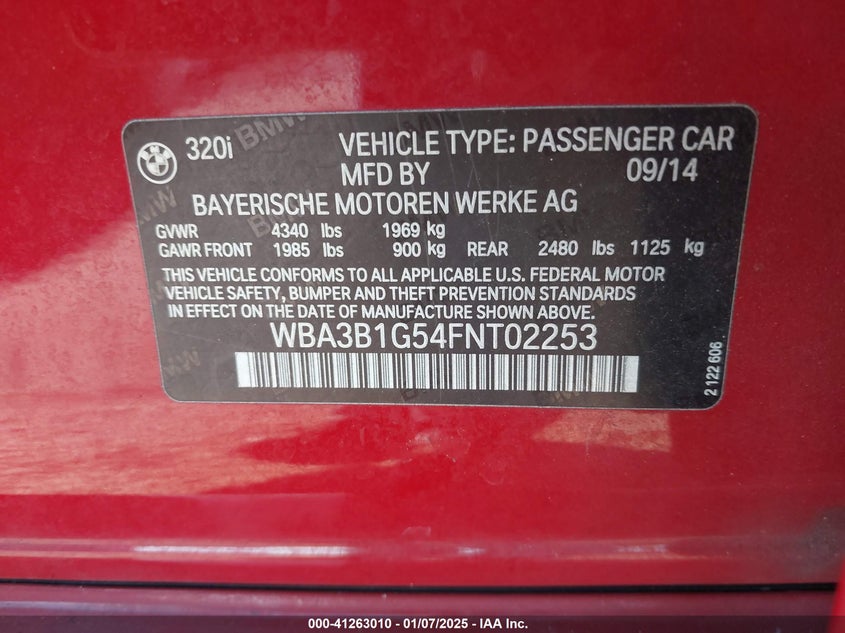 320i VEHICLE TYPE: PASSENGER CAR
MFD BY 09/14
BAYERISCHE MOTOREN WERKE AG
GVWR 4340 lbs 1969 kg
GAWR FRONT 1985 lbs 900 kg REAR 2480 lbs 1125 kg
THIS VEHICLE CONFORMS TO ALL APPLICABLE U.S. FEDERAL MOTOR
VEHICLE SAFETY, BUMPER AND THEFT PREVENTION STANDARDS
IN EFFECT ON THE DATE OF MANUFACTURE SHOWN ABOVE.
WBA3B1G54FNT02253
2 122 606
000-41263010 - 01/07/2025 - © IAA Inc.